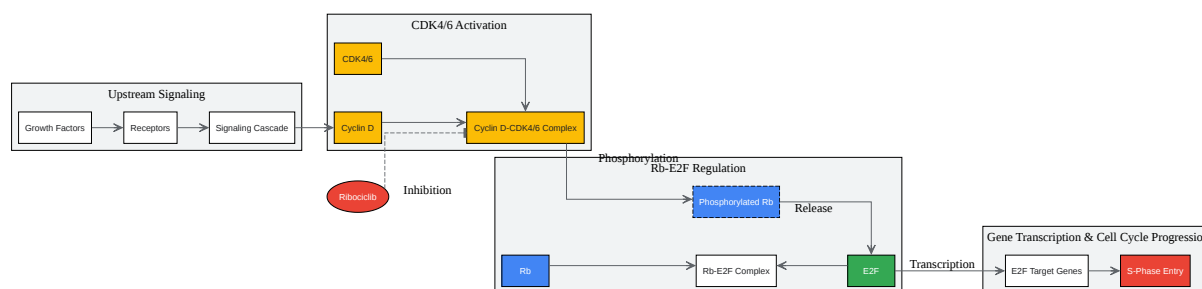 CDK4/6 Activation
CDK4/6
Upstream Signaling
Growth Factors
Receptors
Signaling Cascade
Cyclin D
Cyclin D-CDK4/6 Complex
Phosphorylation
Rb-E2F Regulation
Ribociclib
Inhibition
Phosphorylated Rb
Release
Gene Transcription & Cell Cycle Progression
Rb
Rb-E2F Complex
E2F
Transcription
E2F Target Genes
S-Phase Entry